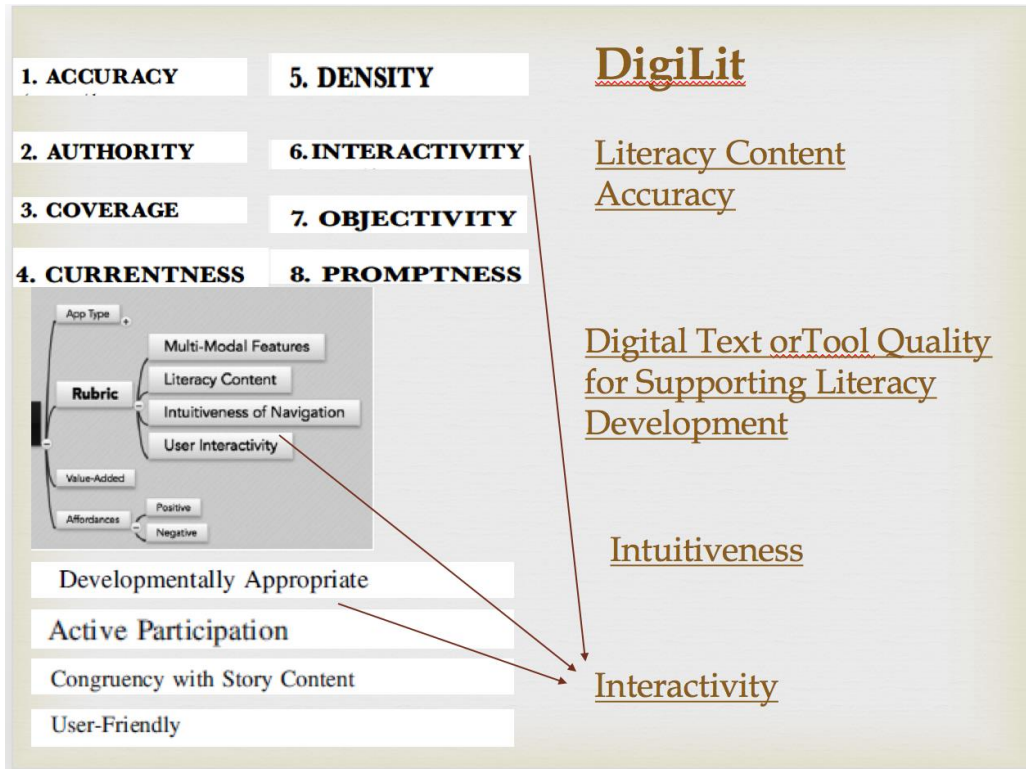 1. ACCURACY
2. AUTHORITY
3. COVERAGE
4. CURRENTNESS
5. DENSITY
6. INTERACTIVITY
7. OBJECTIVITY
8. PROMPTNESS
App Type
Rubric
Multi-Modal Features
Literacy Content
Intuitiveness of Navigation
User Interactivity
Value-Added
Affordances
Positive
Negative
Developmentally Appropriate
Active Participation
Congruency with Story Content
User-Friendly
DigiLit
Literacy Content
Accuracy
Digital Text orTool Quality
for Supporting Literacy
Development
Intuitiveness
Interactivity